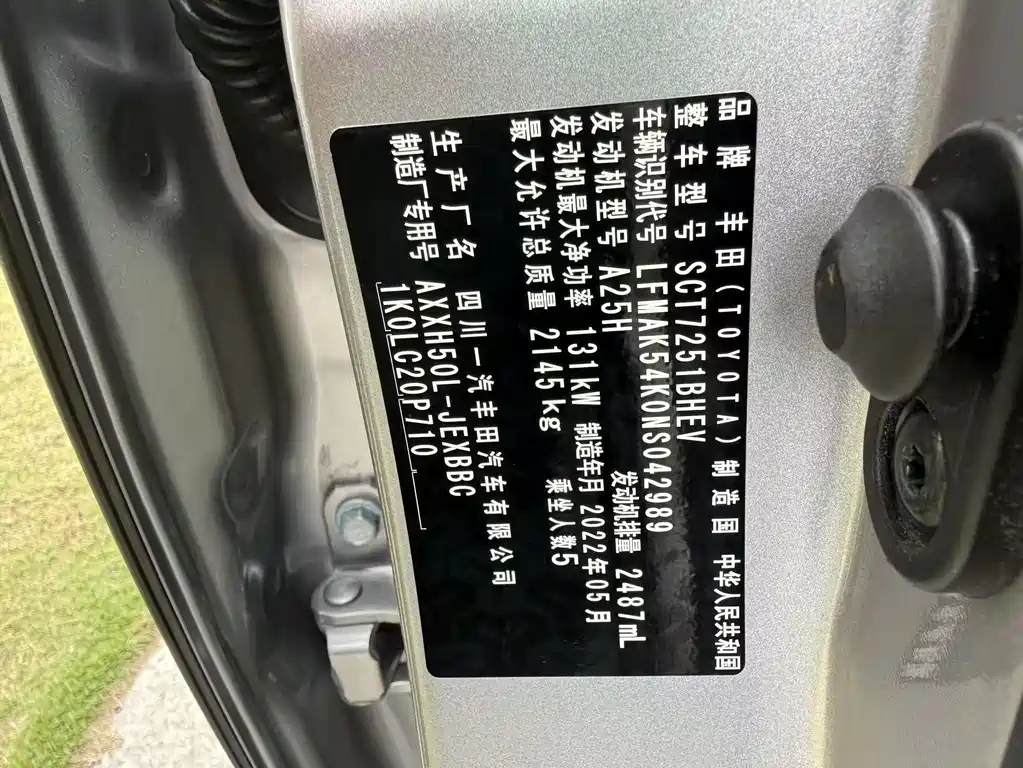 品牌 丰田(TOYOTA) 制造国 中华人民共和国
整车型号 SCT7251BHEV
车辆识别代号 LFMAK54K0NS042989
发动机型号 A25H 发动机排量 2487mL
发动机最大净功率 131kW 制造年月 2022年05月
最大允许总质量 2145kg 乘坐人数5
生产厂名 四川一汽丰田汽车有限公司
制造厂专用号 AXXH50L-JEXBBC
1K0LC20P710